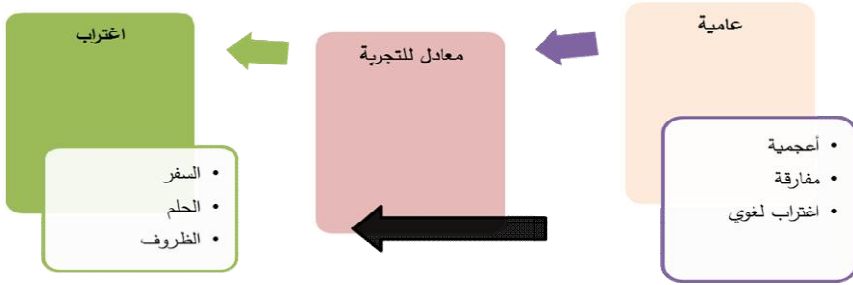 عامية
• أعجمية
• مفارقة
• اغتراب لغوي
معادل للتجربة
اغتراب
• السفر
• الحلم
• الظروف